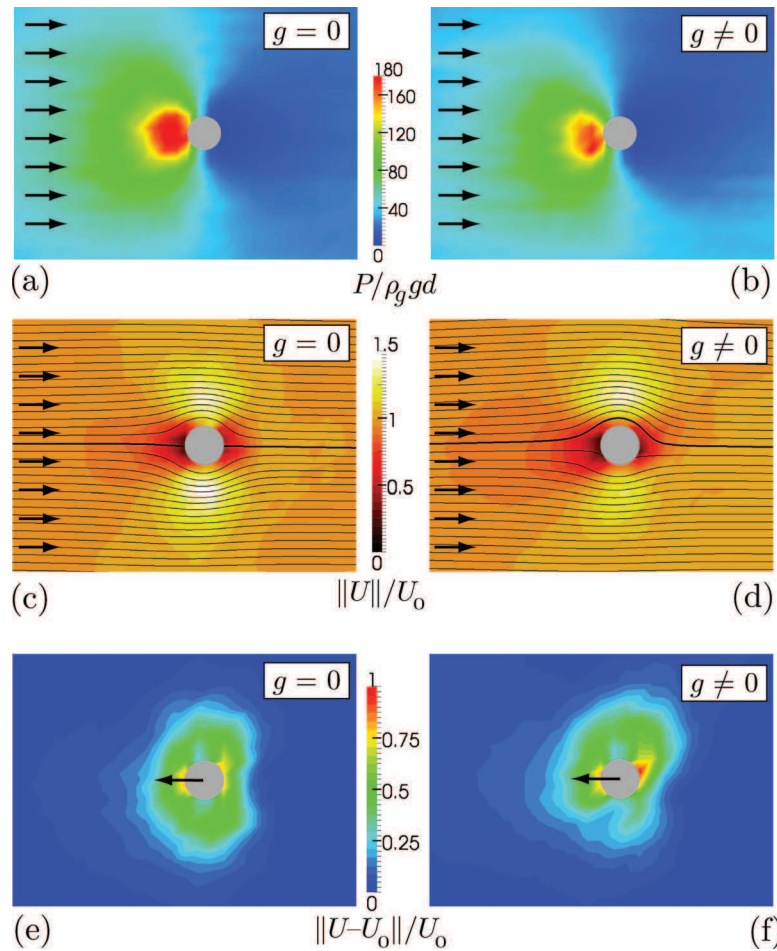 g = 0
g ≠ 0
180
160
120
80
40
0
(a)
P/ρ_g gd
(b)
g = 0
g ≠ 0
1.5
1
0.5
0
(c)
‖U‖/U_o
(d)
g = 0
g ≠ 0
1
0.75
0.5
0.25
0
(e)
‖U–U_o‖/U_o
(f)